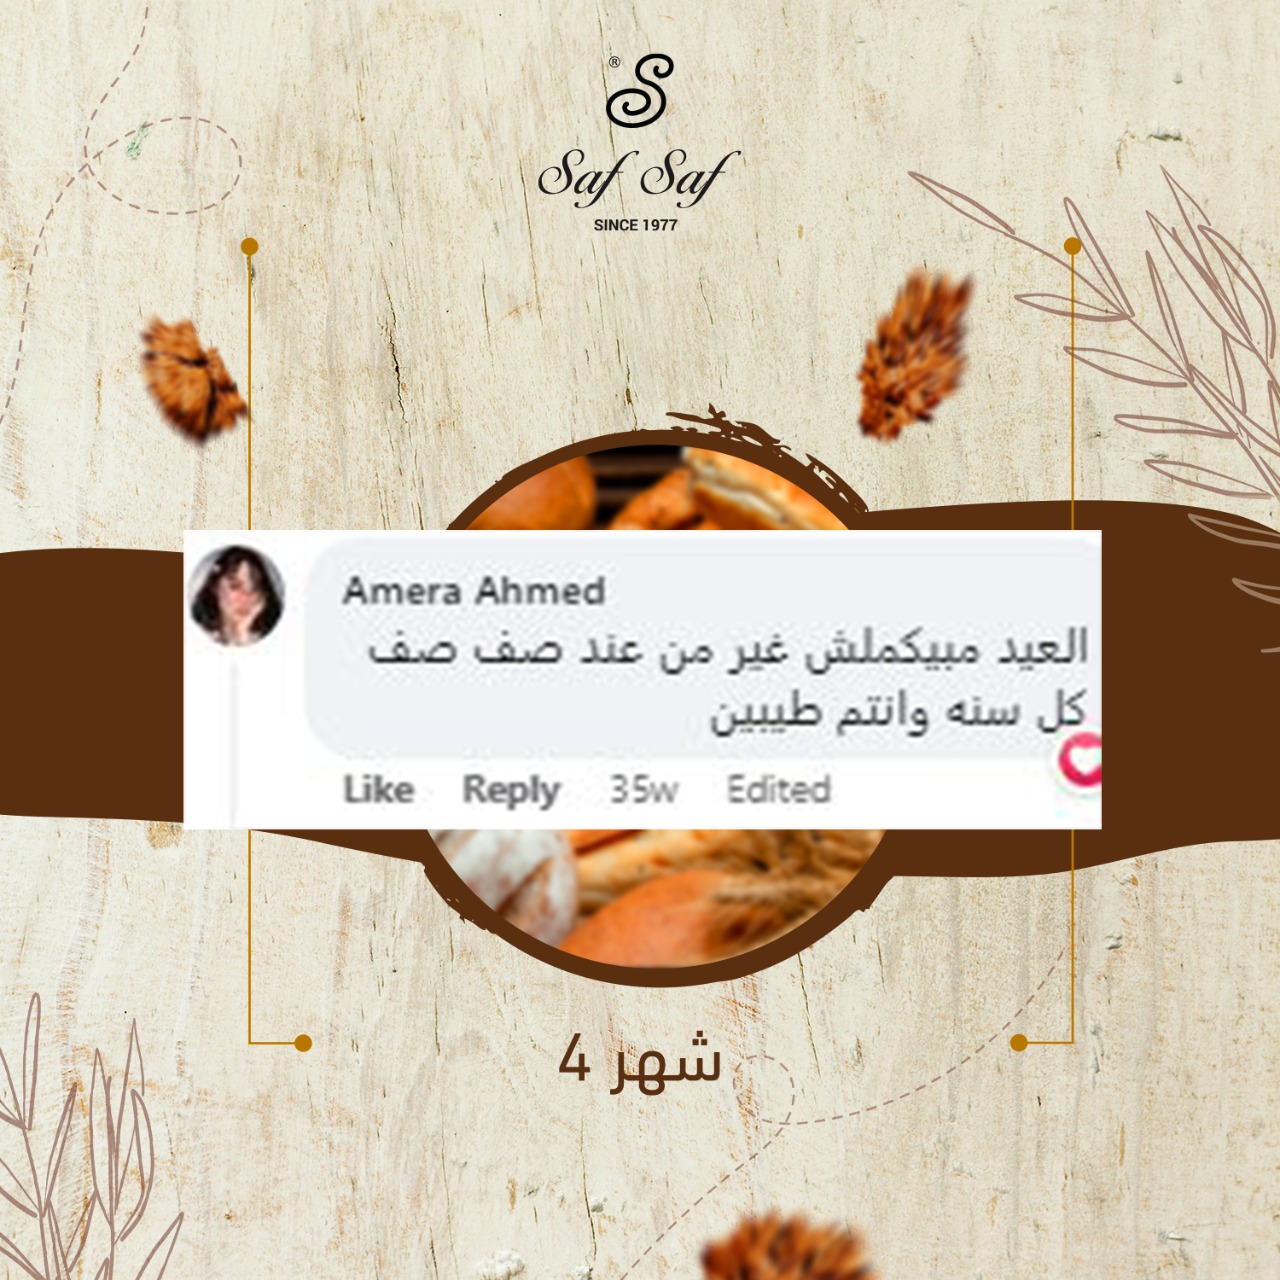 ®
S
Saf Saf
SINCE 1977
Amera Ahmed
العيد مبيكملش غير من عند صف صف
كل سنه وانتم طيبين
Like Reply 35w Edited
شهر 4